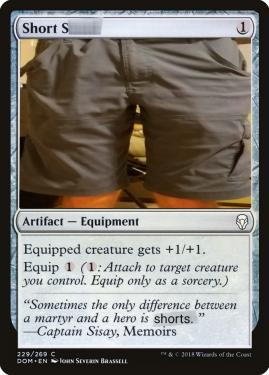 Short S
1
Artifact — Equipment
Equipped creature gets +1/+1.
Equip 1 (1: Attach to target creature
you control. Equip only as a sorcery.)
“Sometimes the only difference between
a martyr and a hero is shorts. ”
—Captain Sisay, Memoirs
229/269 C
DOM • EN JOHN SEVERIN BRASSELL
™ & © 2018 Wizards of the Coast